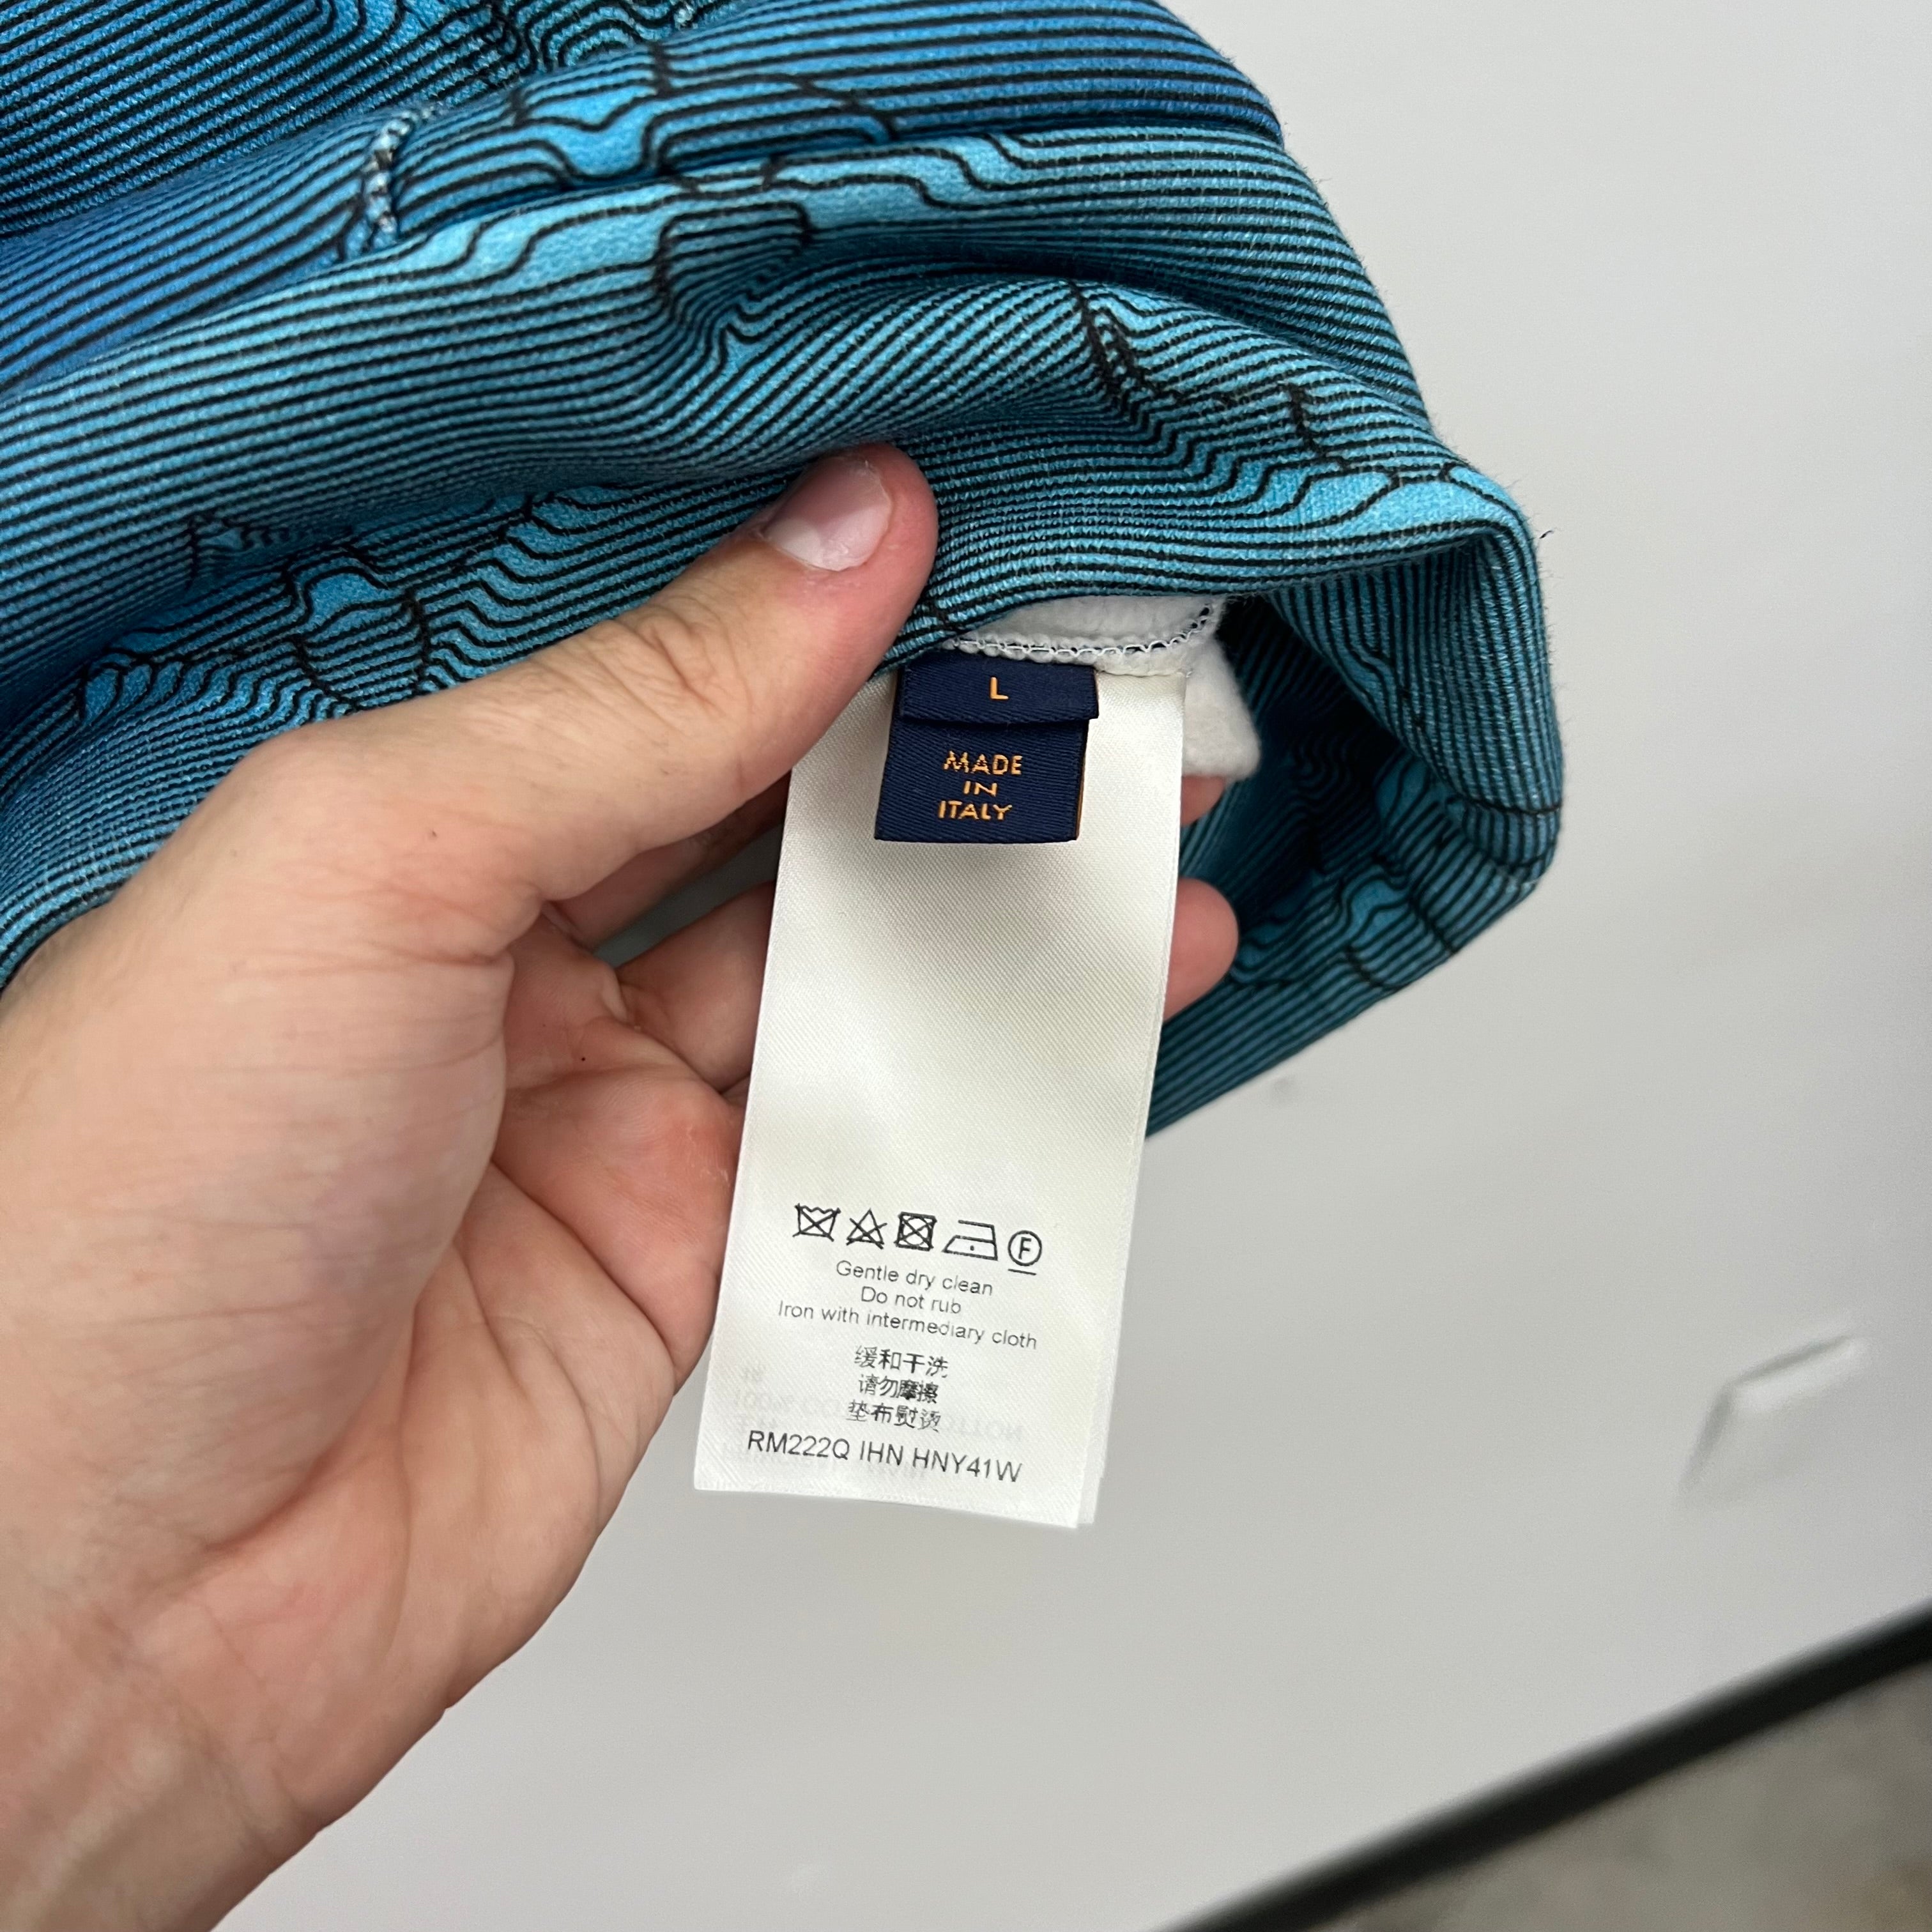 L
MADE
IN
ITALY
F
Gentle dry clean
Do not rub
Iron with intermediary cloth
缓和干洗
请勿摩擦
垫布熨烫
RM222Q IHN HNY41W